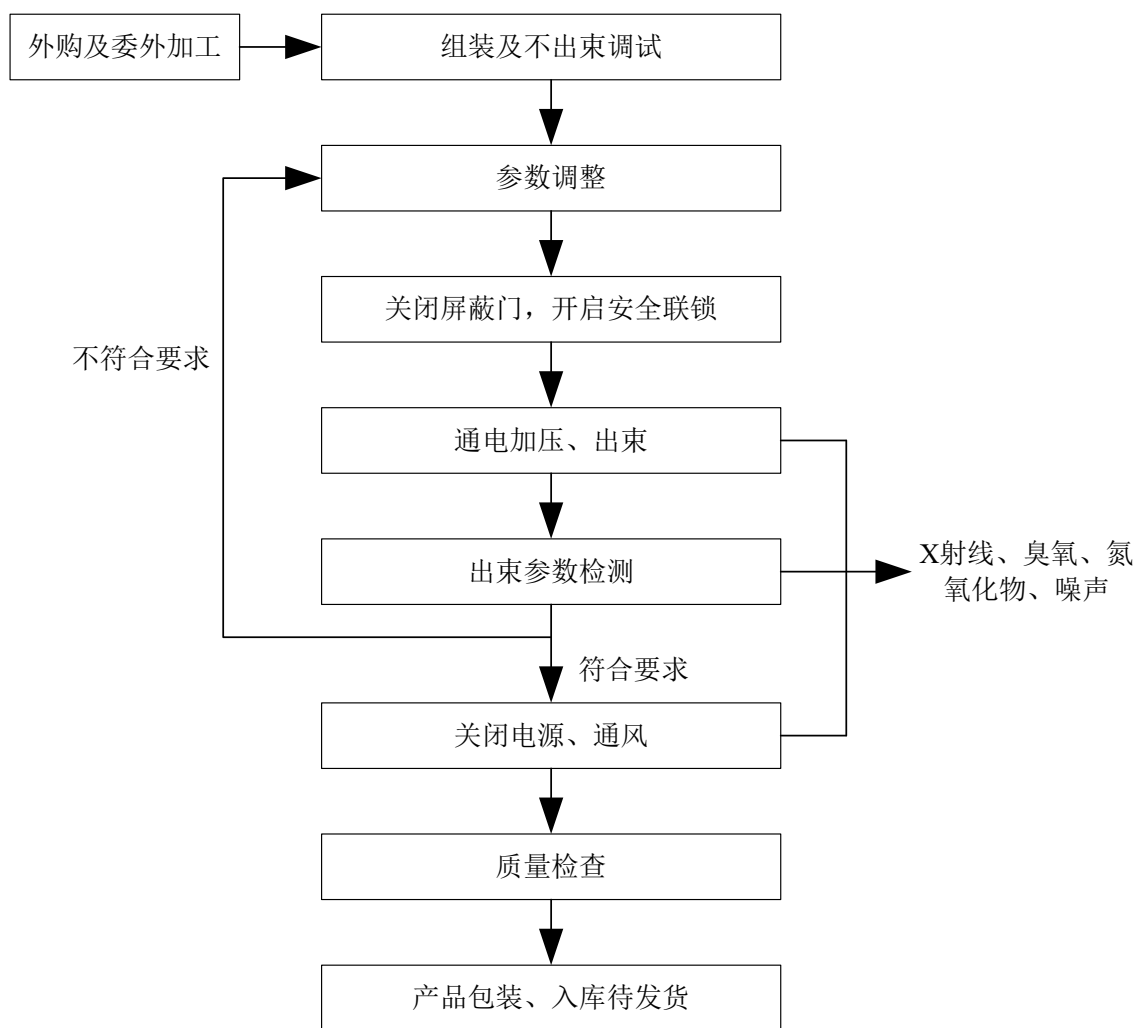 外购及委外加工
组装及不出束调试
参数调整
关闭屏蔽门，开启安全联锁
不符合要求
通电加压、出束
出束参数检测
X射线、臭氧、氮
氧化物、噪声
符合要求
关闭电源、通风
质量检查
产品包装、入库待发货